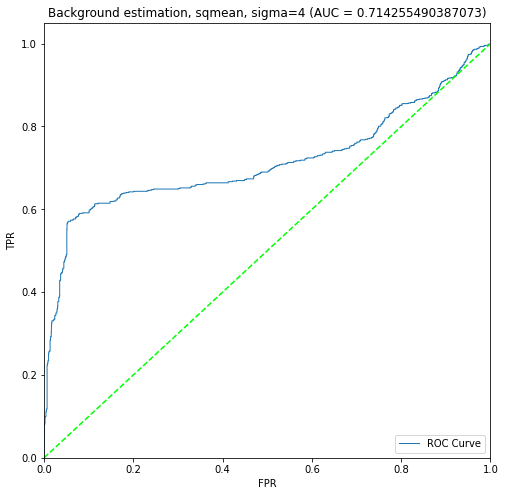 Background estimation, sqmean, sigma=4 (AUC = 0.714255490387073)
1.0
0.8
0.6
0.4
0.2
0.0
TPR
0.0 0.2 0.4 0.6 0.8 1.0
FPR
ROC Curve